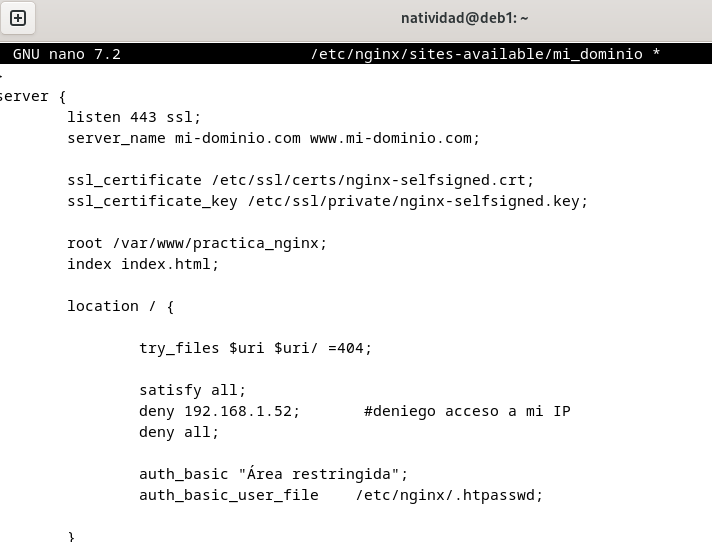 natividad@deb1: ~
GNU nano 7.2 /etc/nginx/sites-available/mi_dominio *
server {
listen 443 ssl;
server_name mi-dominio.com www.mi-dominio.com;
ssl_certificate /etc/ssl/certs/nginx-selfsigned.crt;
ssl_certificate_key /etc/ssl/private/nginx-selfsigned.key;
root /var/www/practica_nginx;
index index.html;
location / {
try_files $uri $uri/ =404;
satisfy all;
deny 192.168.1.52; #deniego acceso a mi IP
deny all;
auth_basic "Área restringida";
auth_basic_user_file /etc/nginx/.htpasswd;
}